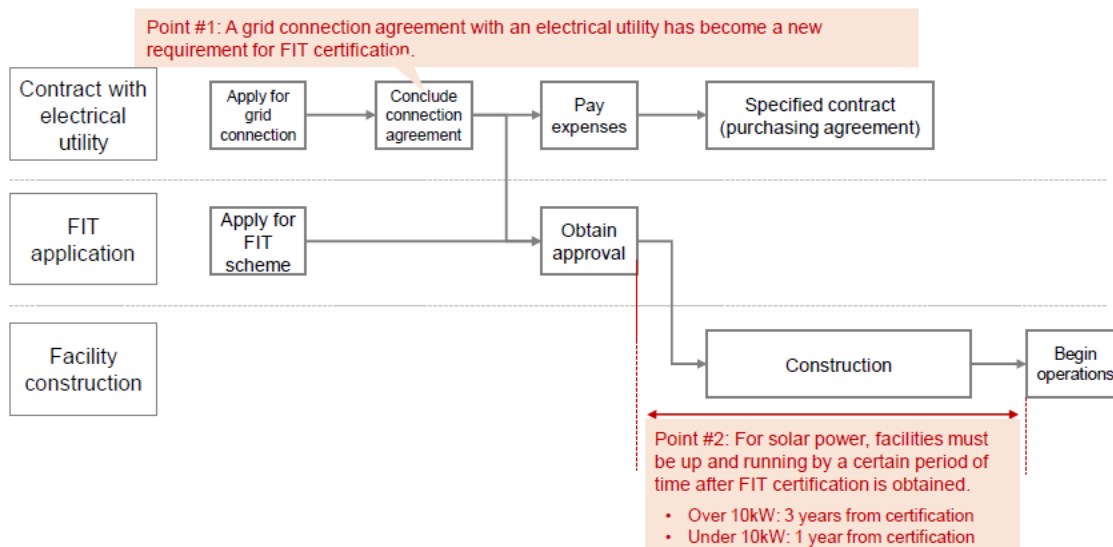 Point #1: A grid connection agreement with an electrical utility has become a new
requirement for FIT certification.
Contract with
electrical
utility
Apply for
grid
connection
Conclude
connection
agreement
Pay
expenses
Specified contract
(purchasing agreement)
FIT
application
Apply for
FIT
scheme
Obtain
approval
Facility
construction
Construction
Begin
operations
Point #2: For solar power, facilities must
be up and running by a certain period of
time after FIT certification is obtained.
• Over 10kW: 3 years from certification
• Under 10kW: 1 year from certification